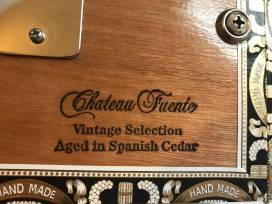 Chateau Fuente
Vintage Selection
Aged in Spanish Cedar
HAND MADE
HAND MADE